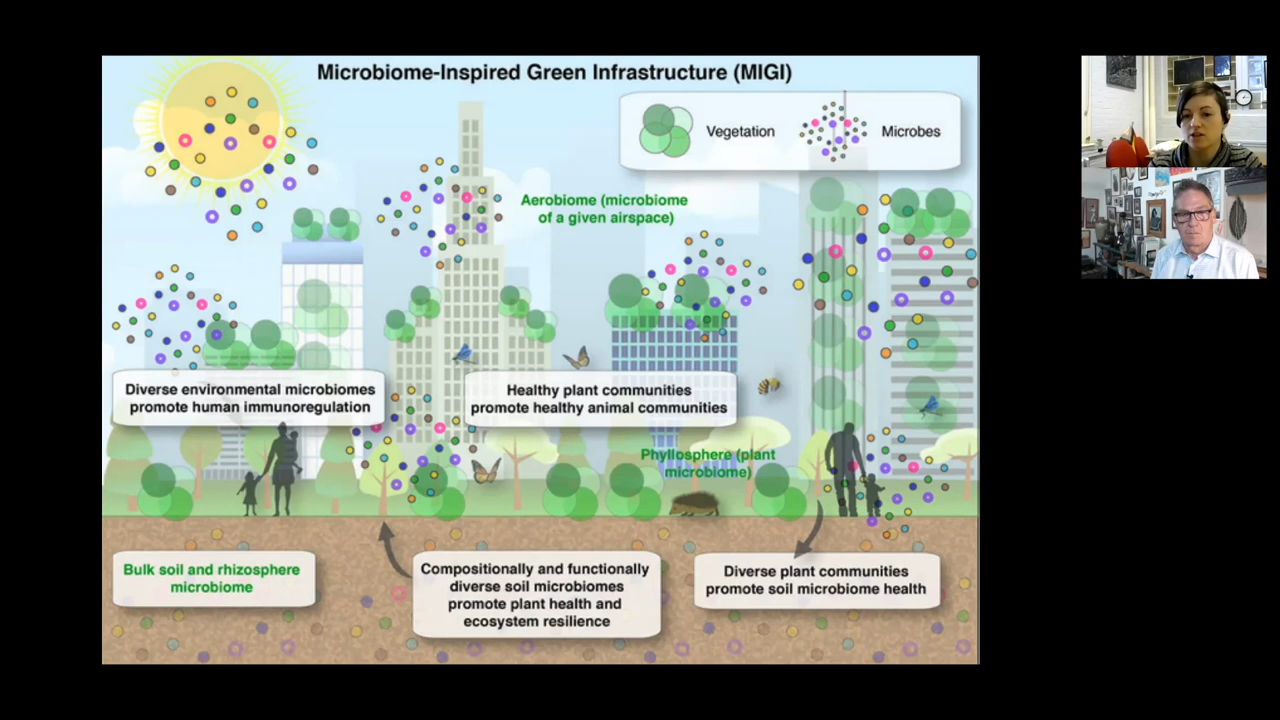 Microbiome-Inspired Green Infrastructure (MIGI)
Vegetation
Microbes
Aerobiome (microbiome
of a given airspace)
Diverse environmental microbiomes
promote human immunoregulation
Healthy plant communities
promote healthy animal communities
Phyllosphere (plant
microbiome)
Bulk soil and rhizosphere
microbiome
Compositionally and functionally
diverse soil microbiomes
promote plant health and
ecosystem resilience
Diverse plant communities
promote soil microbiome health